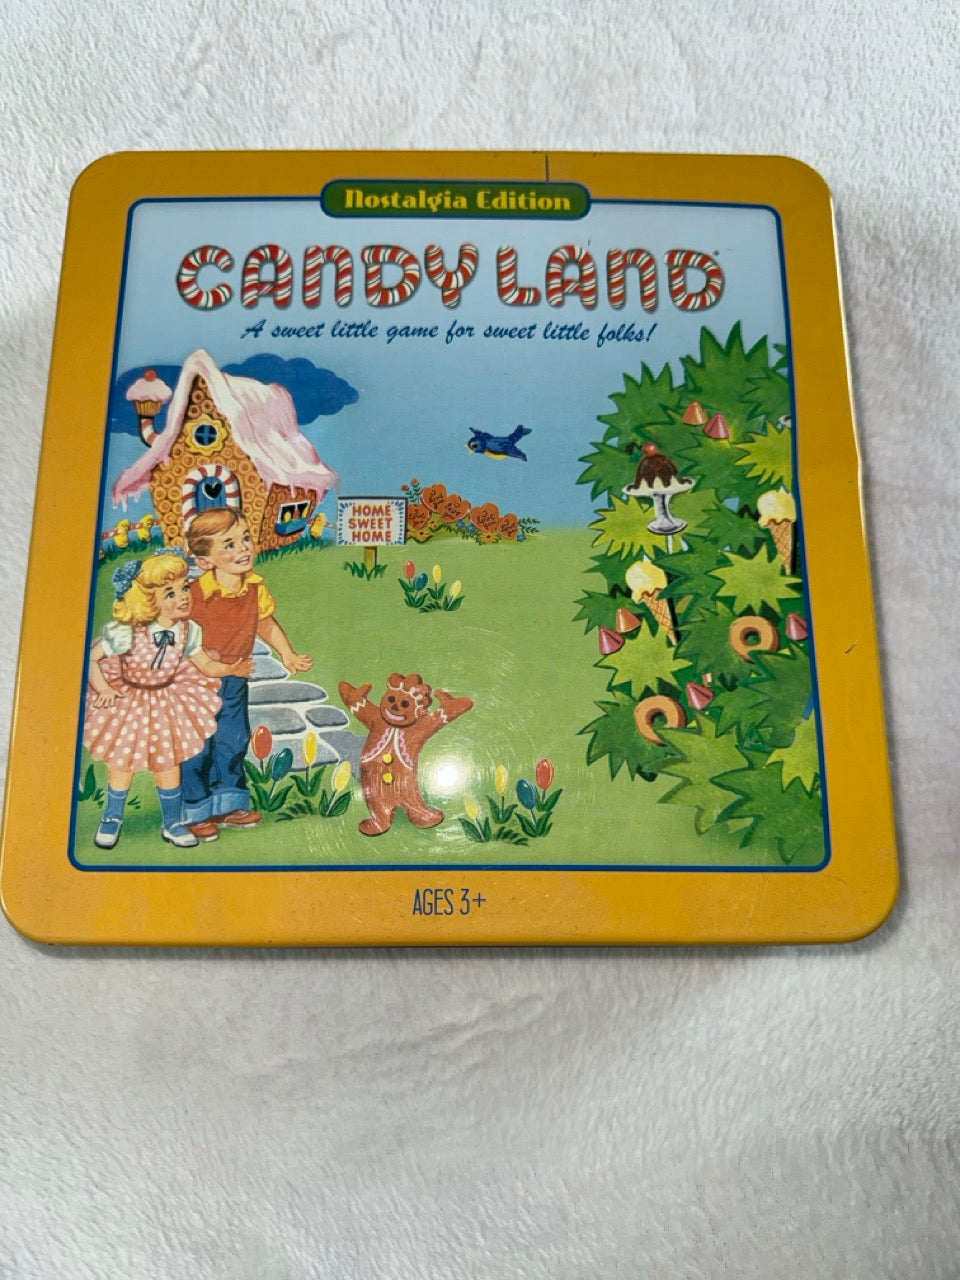 Nostalgia Edition
CANDY LAND
A sweet little game for sweet little folks!
HOME
SWEET
HOME
AGES 3+